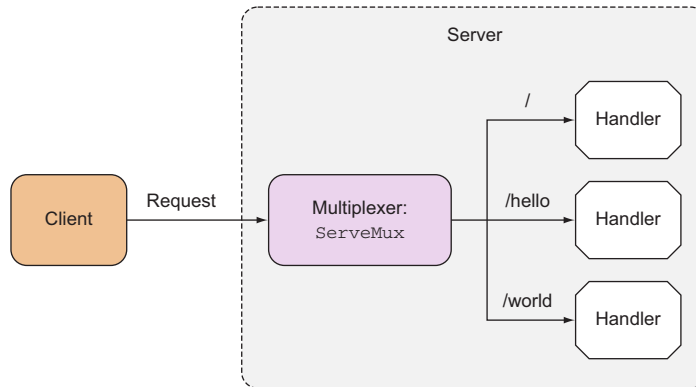 Server
/
Handler
Client
Request
Multiplexer:
ServeMux
/hello
Handler
/world
Handler